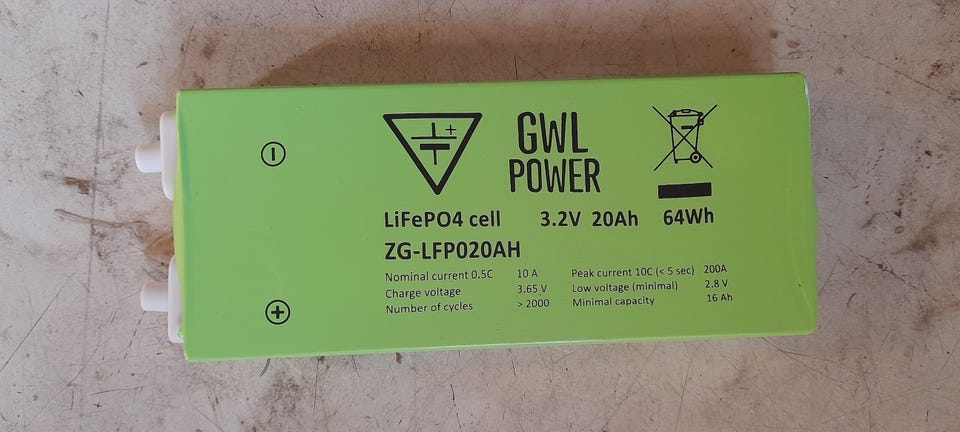 GWL
POWER
LiFePO4 cell 3.2V 20Ah 64Wh
ZG-LFP020AH
Nominal current 0.5C 10 A Peak current 10C (< 5 sec) 200A
Charge voltage 3.65 V Low voltage (minimal) 2.8 V
Number of cycles > 2000 Minimal capacity 16 Ah